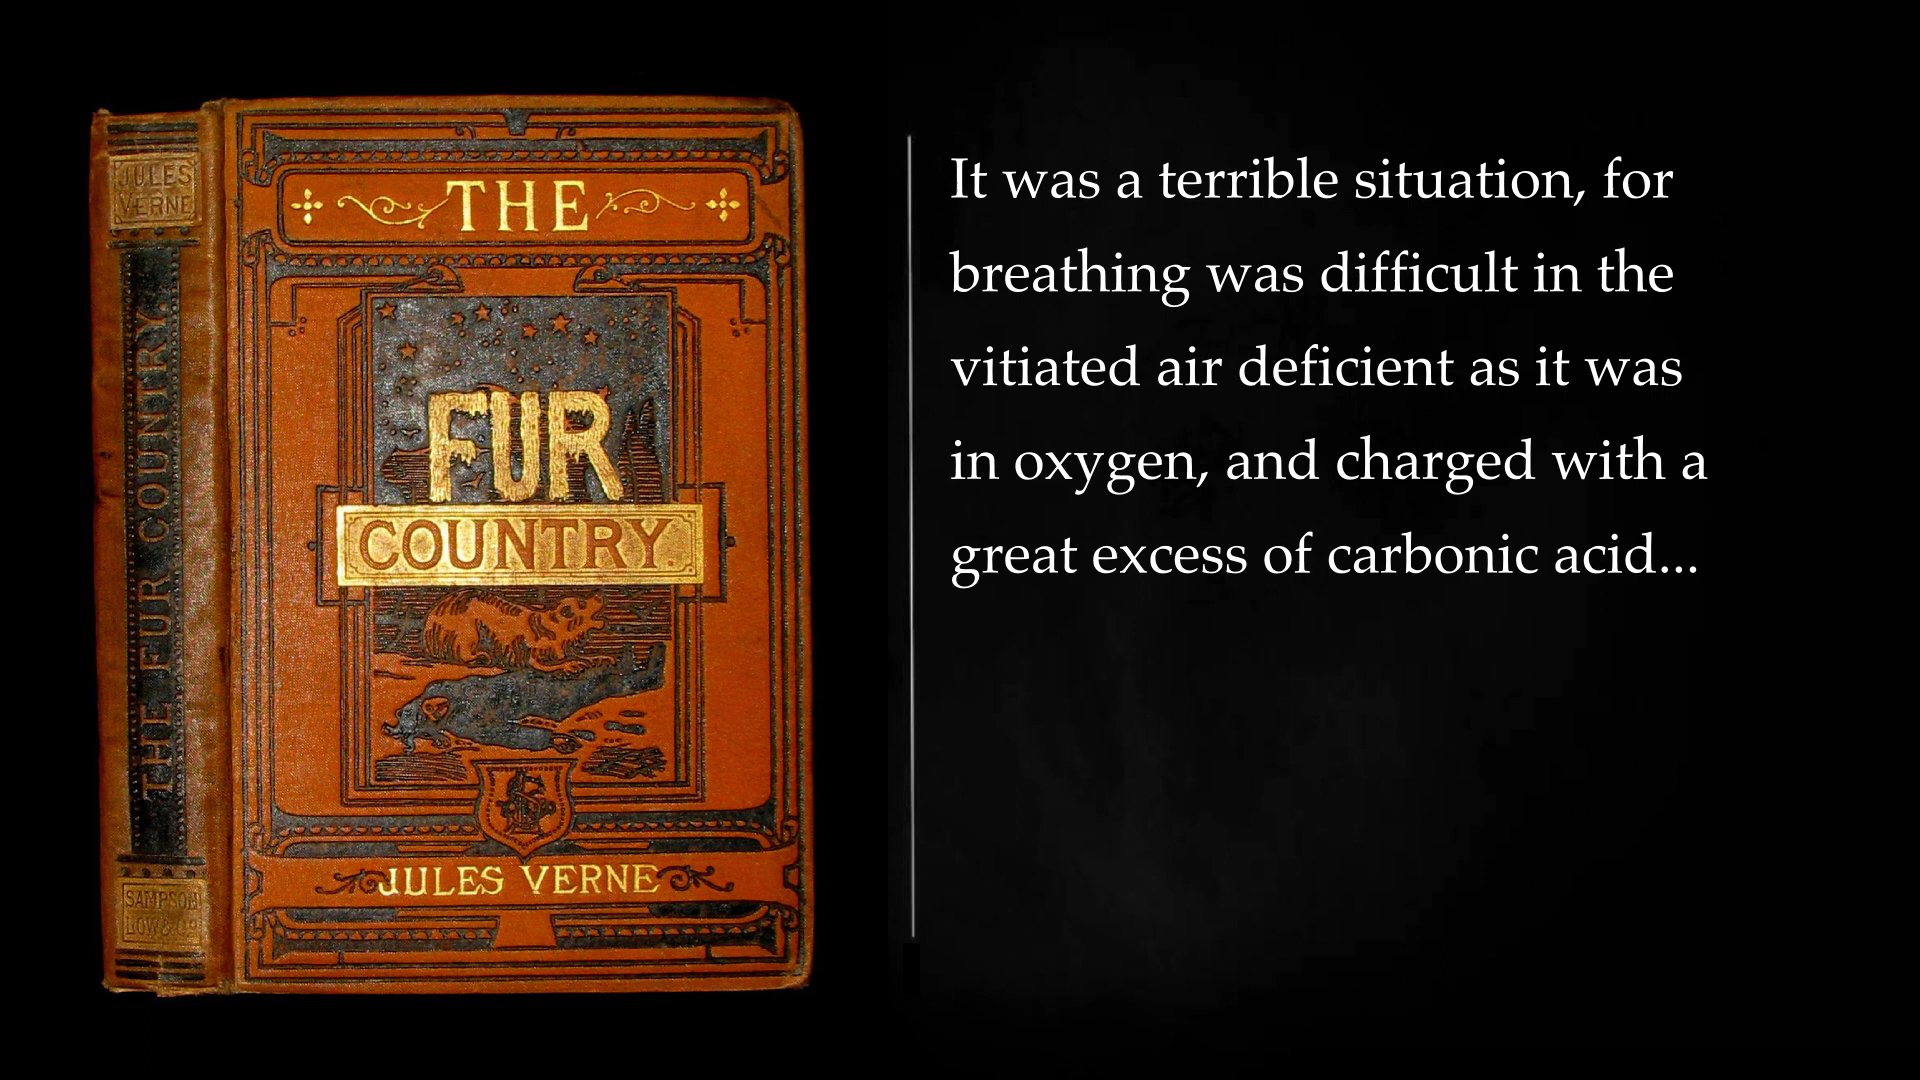 JULES
VERNE
THE FUR COUNTRY.
SAMPSON
LOW & Co
THE
FUR
COUNTRY.
JULES VERNE
It was a terrible situation, for
breathing was difficult in the
vitiated air deficient as it was
in oxygen, and charged with a
great excess of carbonic acid...